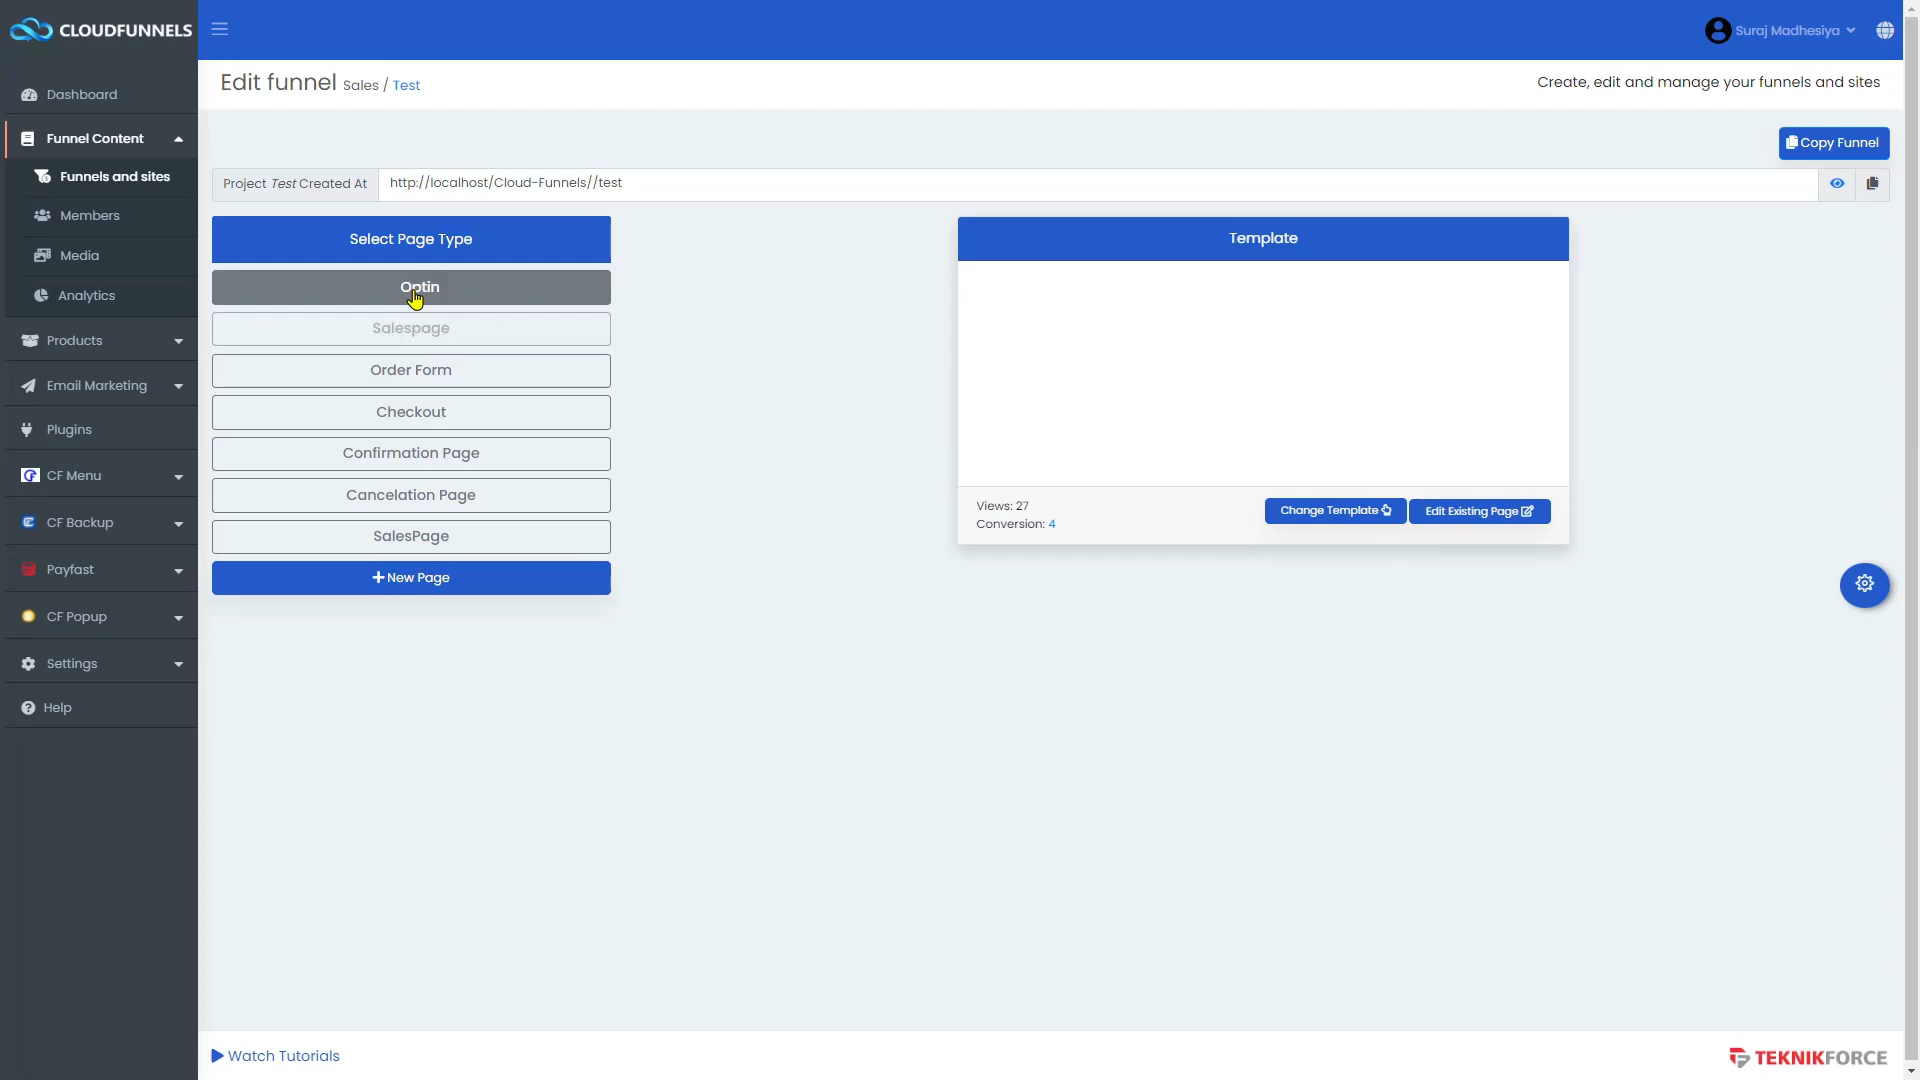 CLOUDFUNNELS
Suraj Madhesiya
Edit funnel Sales / Test
Create, edit and manage your funnels and sites
Dashboard
Funnel Content
Funnels and sites
Members
Media
Analytics
Products
Email Marketing
Plugins
CF Menu
CF Backup
Payfast
CF Popup
Settings
Help
Copy Funnel
Project Test Created At
http://localhost/Cloud-Funnels//test
Select Page Type
Optin
Salespage
Order Form
Checkout
Confirmation Page
Cancelation Page
SalesPage
New Page
Template
Views: 27
Conversion: 4
Change Template
Edit Existing Page
Watch Tutorials
TEKNIKFORCE